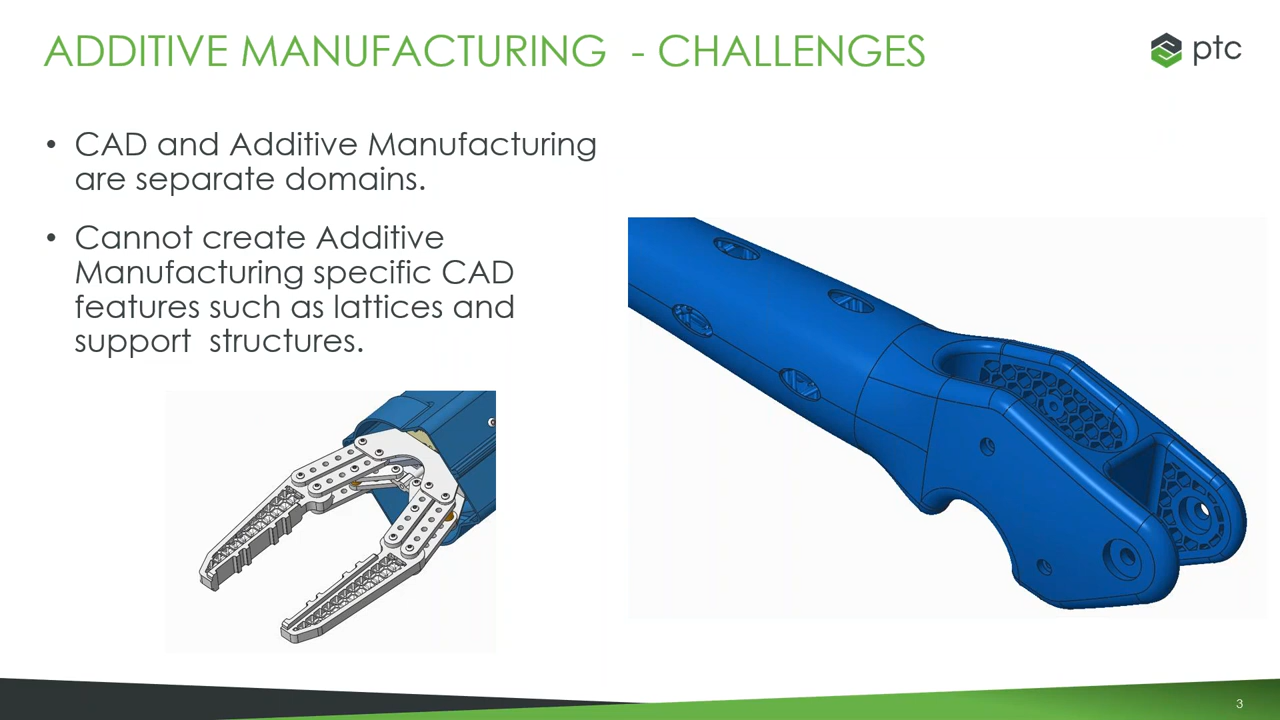 ADDITIVE MANUFACTURING - CHALLENGES
ptc
• CAD and Additive Manufacturing
are separate domains.
• Cannot create Additive
Manufacturing specific CAD
features such as lattices and
support structures.
3